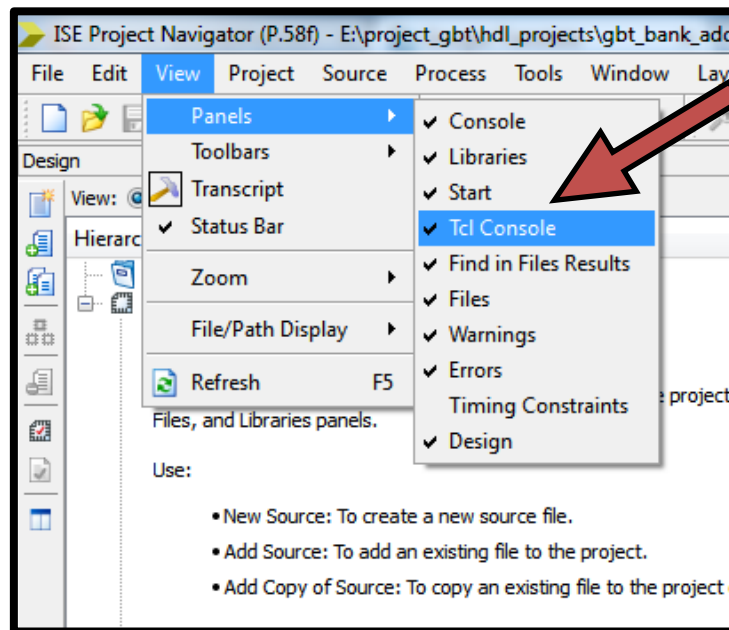 ISE Project Navigator (P.58f) - E:\project_gbt\hdl_projects\gbt_bank_add
File Edit View Project Source Process Tools Window Lay
Panels
Toolbars
Transcript
Status Bar
Zoom
File/Path Display
Refresh F5
Console
Libraries
Start
Tcl Console
Find in Files Results
Files
Warnings
Errors
Timing Constraints
Design
Design
View:
Hierarc
project
Files, and Libraries panels.
Use:
• New Source: To create a new source file.
• Add Source: To add an existing file to the project.
• Add Copy of Source: To copy an existing file to the project